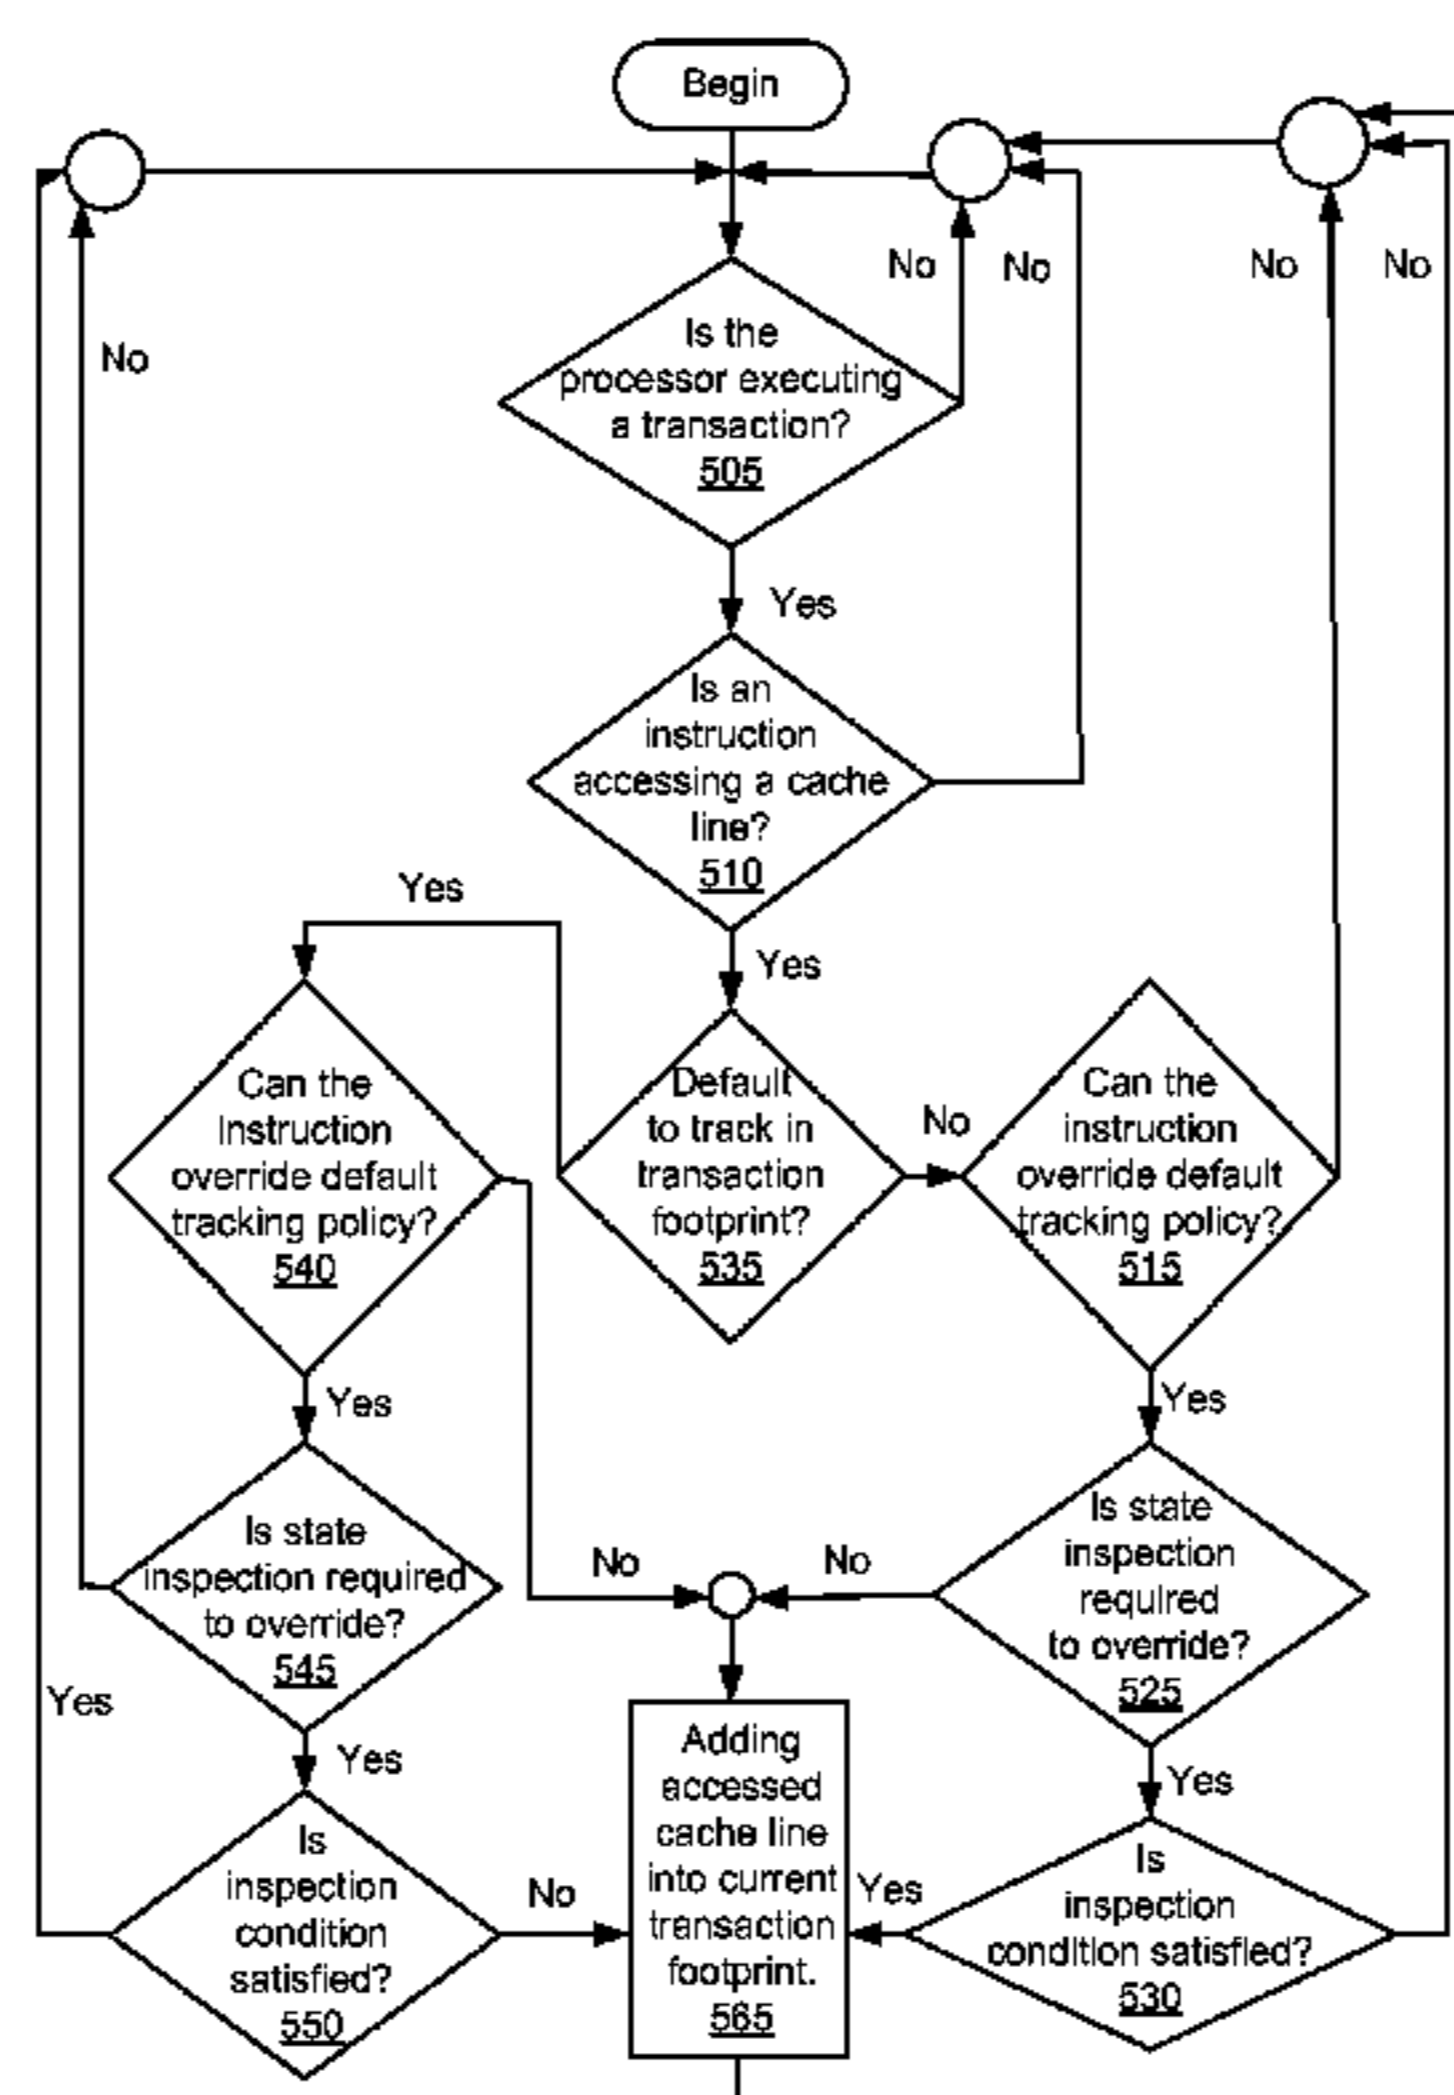 Begin
No
No
No
No
No
Is the
processor executing
a transaction?
505
Yes
Is an
instruction
accessing a cache
line?
510
Yes
Yes
Can the
Instruction
override default
tracking policy?
540
Default
to track in
transaction
footprint?
535
No
Can the
instruction
override default
tracking policy?
515
Yes
Yes
Is state
inspection required
to override?
545
No
No
Is state
inspection
required
to override?
525
Yes
Yes
Yes
Is
inspection
condition
satisfied?
550
No
Adding
accessed
cache line
into current
transaction
footprint.
565
Yes
Is
inspection
condition satisfied?
530